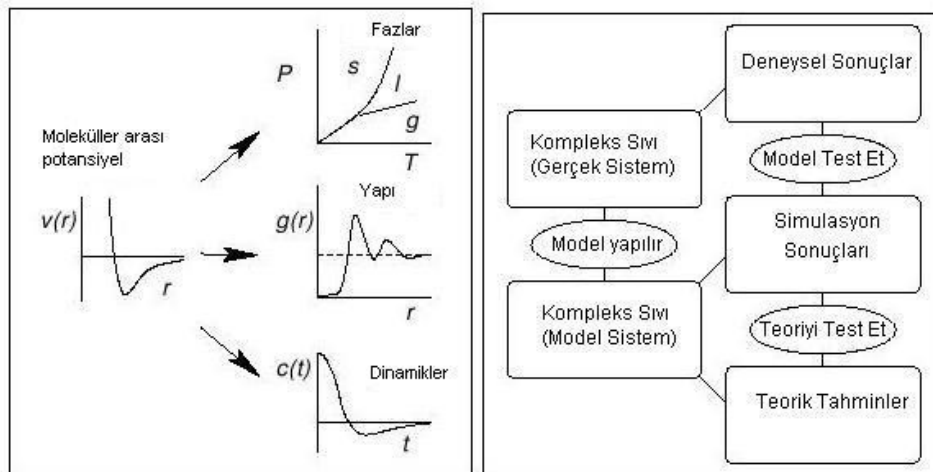 Fazlar
P
s
l
g
T
Moleküller arası
potansiyel
v(r)
r
Yapı
g(r)
r
c(t)
Dinamikler
t
Deneysel Sonuçlar
Kompleks Sıvı
(Gerçek Sistem)
Model Test Et
Model yapılır
Simulasyon
Sonuçları
Kompleks Sıvı
(Model Sistem)
Teoriyi Test Et
Teorik Tahminler